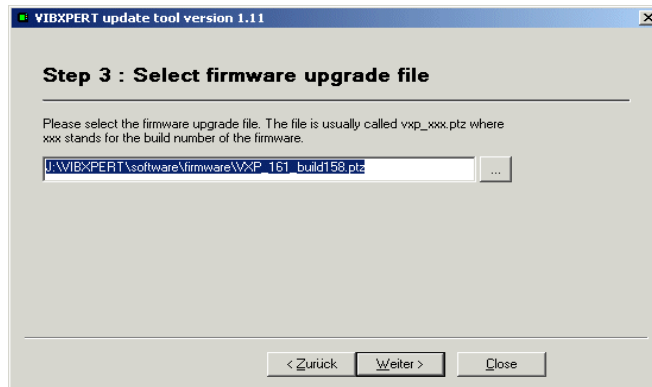 VIBXPERT update tool version 1.11
Step 3 : Select firmware upgrade file
Please select the firmware upgrade file. The file is usually called vxp_xxx.ptz where
xxx stands for the build number of the firmware.
J:\VIBXPERT\software\firmware\VXP_161_build158.ptz
...
< Zurück
Weiter >
Close